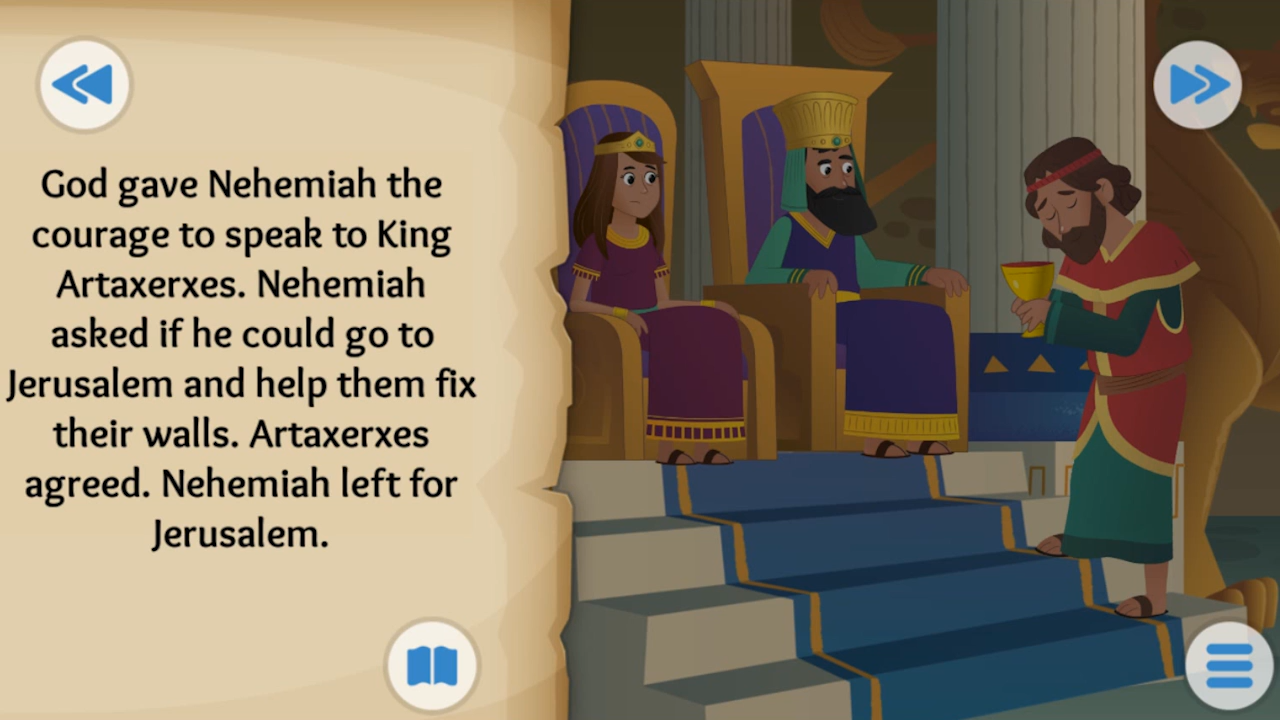 God gave Nehemiah the
courage to speak to King
Artaxerxes. Nehemiah
asked if he could go to
Jerusalem and help them fix
their walls. Artaxerxes
agreed. Nehemiah left for
Jerusalem.